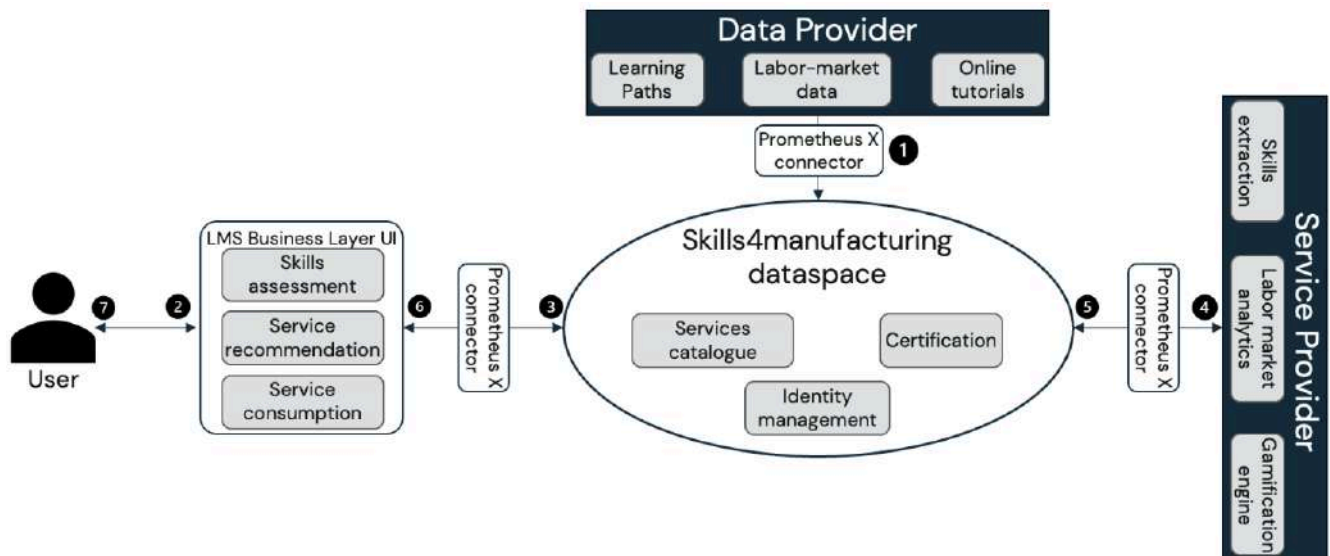 Data Provider
Learning
Paths
Labor-market
data
Online
tutorials
Prometheus X
connector
1
LMS Business Layer UI
Skills
assessment
Service
recommendation
Service
consumption
7
2
User
6
Prometheus X
connector
3
Skills4manufacturing
dataspace
Services
catalogue
Certification
Identity
management
5
Prometheus X
connector
4
Service Provider
Skills
extraction
Labor market
analytics
Gamification
engine